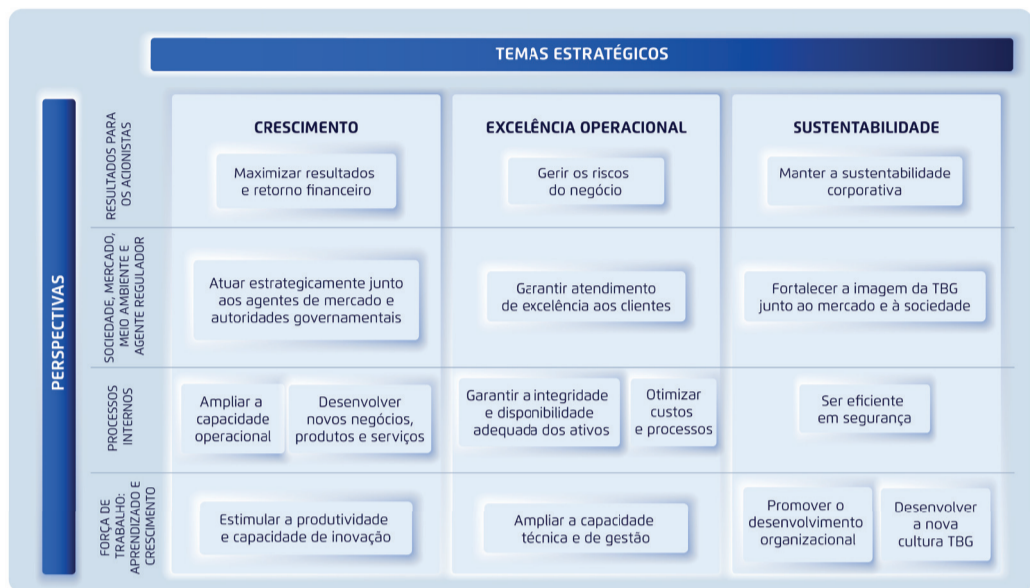 TEMAS ESTRATÉGICOS
PERSPECTIVAS
RESULTADOS PARA
OS ACIONISTAS
CRESCIMENTO
Maximizar resultados
e retorno financeiro
EXCELÊNCIA OPERACIONAL
Gerir os riscos
do negócio
SUSTENTABILIDADE
Manter a sustentabilidade
corporativa
SOCIEDADE, MERCADO,
MEIO AMBIENTE E
AGENTE REGULADOR
Atuar estrategicamente junto
aos agentes de mercado e
autoridades governamentais
Garantir atendimento
de excelência aos clientes
Fortalecer a imagem da TBG
junto ao mercado e à sociedade
PROCESSOS
INTERNOS
Ampliar a
capacidade
operacional
Desenvolver
novos negócios,
produtos e serviços
Garantir a integridade
e disponibilidade
adequada dos ativos
Otimizar
custos
e processos
Ser eficiente
em segurança
FORÇA DE
TRABALHO:
APRENDIZADO E
CRESCIMENTO
Estimular a produtividade
e capacidade de inovação
Ampliar a capacidade
técnica e de gestão
Promover o
desenvolvimento
organizacional
Desenvolver
a nova
cultura TBG